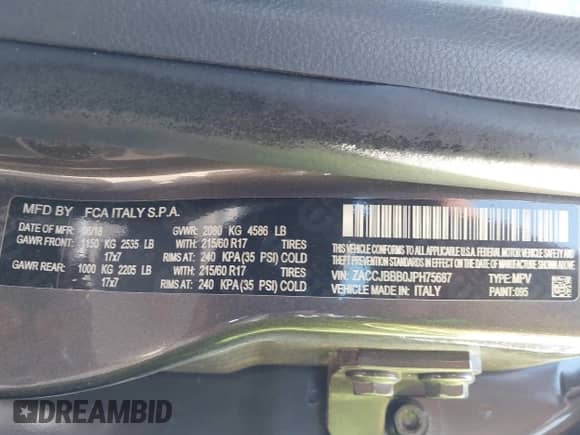 MFD BY FCA ITALY S.P.A.
DATE OF MFR: 06/18 GVWR: 2080 KG 4586 LB
GAWR FRONT: 1150 KG 2535 LB WITH: 215/60 R17 TIRES
17x7 RIMS AT: 240 KPA (35 PSI) COLD
GAWR REAR: 1000 KG 2205 LB WITH: 215/60 R17 TIRES
17x7 RIMS AT: 240 KPA (35 PSI) COLD
THIS VEHICLE CONFORMS TO ALL APPLICABLE U.S.A. FEDERAL MOTOR VEHICLE SAFETY AND
THEFT PREVENTION STANDARDS IN EFFECT ON THE DATE OF MANUFACTURE SHOWN ABOVE.
VIN: ZACCJBBB0JPH75687 TYPE: MPV
VEHICLE MADE IN: ITALY PAINT: 695
DREAMBID